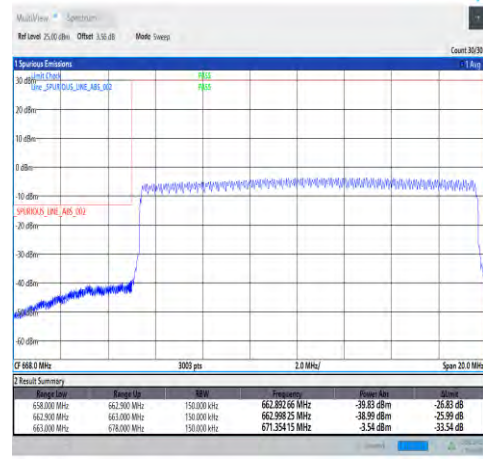 MultiView Spectrum
Ref Level 25.00 dBm Offset 3.56 dB Mode Sweep
Count 30/30
1 Spurious Emissions
1 Avg
30 dBm
Limit Check PASS
Line _SPURIOUS_LINE_ABS_002 PASS
20 dBm
10 dBm
0 dBm
-10 dBm
_SPURIOUS_LINE_ABS_002
-20 dBm
-30 dBm
-40 dBm
-50 dBm
-60 dBm
CF 668.0 MHz 3003 pts 2.0 MHz/ Span 20.0 MHz
2 Result Summary
Range Low Range Up RBW Frequency Power Abs ΔLimit
658.000 MHz 662.900 MHz 150.000 kHz 662.892 66 MHz -39.83 dBm -26.83 dB
662.900 MHz 663.000 MHz 150.000 kHz 662.998 25 MHz -38.99 dBm -25.99 dB
663.000 MHz 678.000 MHz 150.000 kHz 671.354 15 MHz -3.54 dBm -33.54 dB